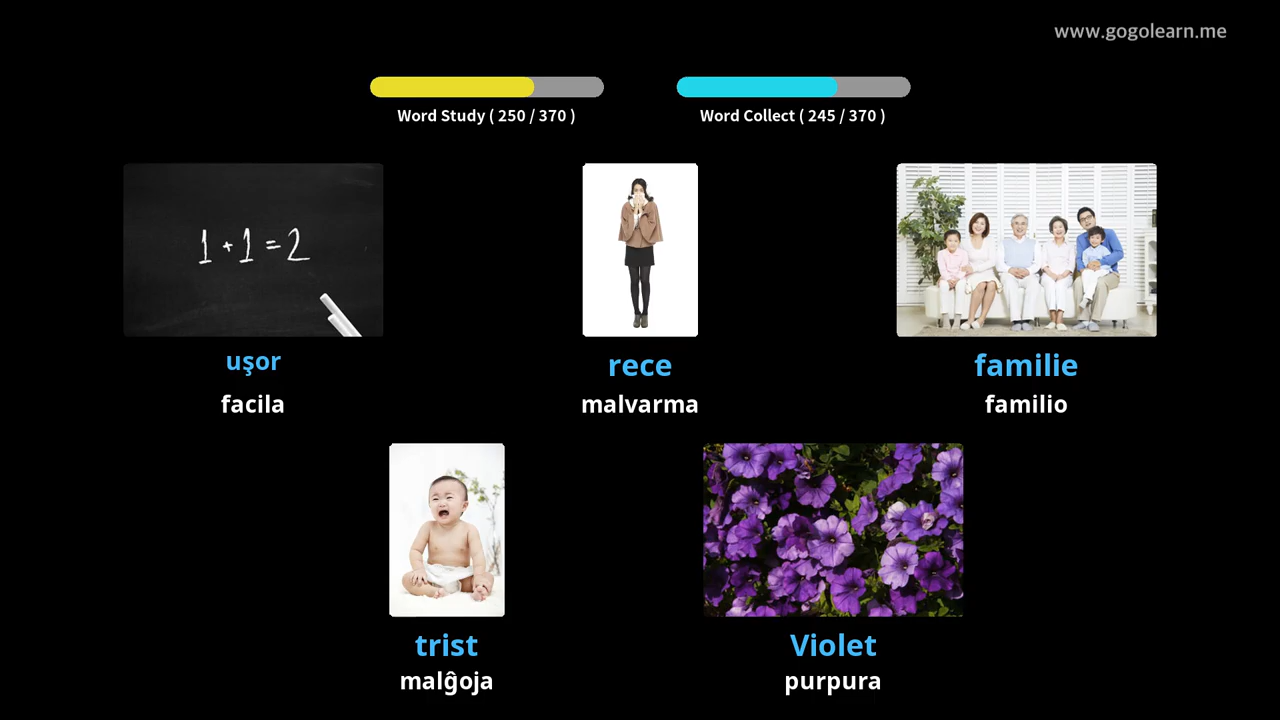 www.gogolearn.me
Word Study ( 250 / 370 )
Word Collect ( 245 / 370 )
1 + 1 = 2
uşor
facila
rece
malvarma
familie
familio
trist
malĝoja
Violet
purpura